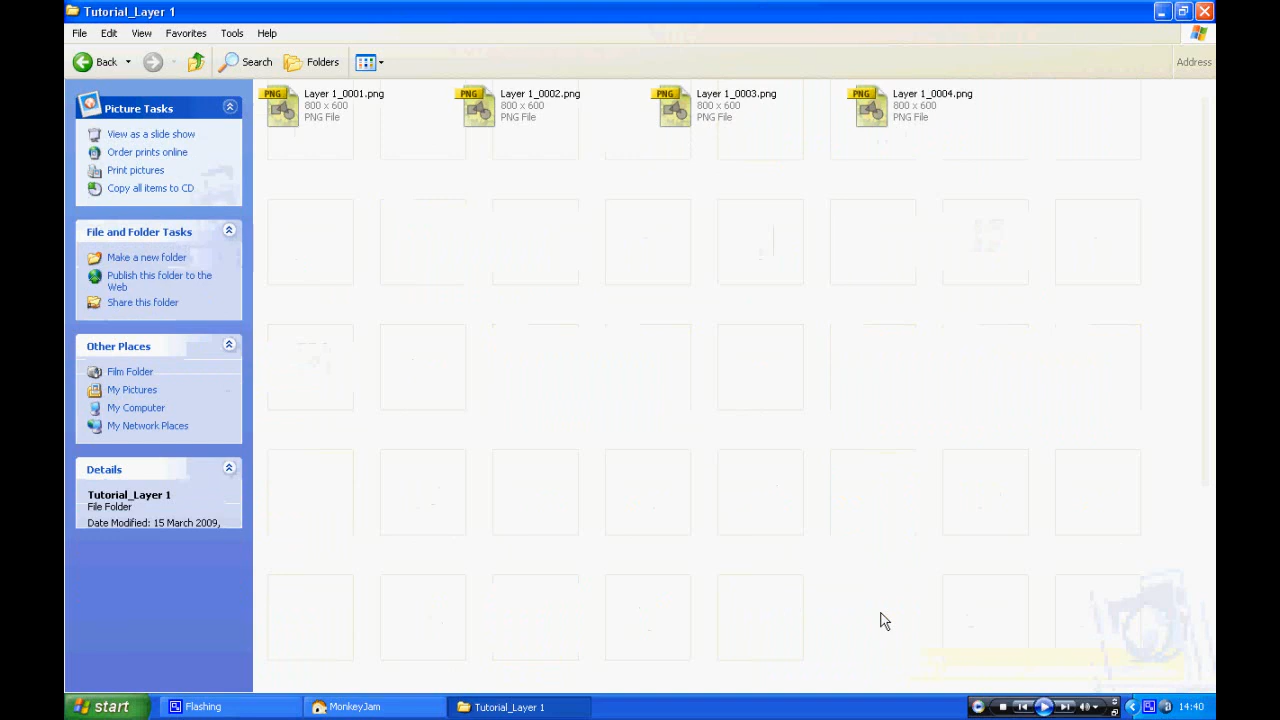 Tutorial_Layer 1
File Edit View Favorites Tools Help
Back Search Folders Address
Picture Tasks
View as a slide show
Order prints online
Print pictures
Copy all items to CD
File and Folder Tasks
Make a new folder
Publish this folder to the
Web
Share this folder
Other Places
Film Folder
My Pictures
My Computer
My Network Places
Details
Tutorial_Layer 1
File Folder
Date Modified: 15 March 2009,
PNG Layer 1_0001.png
800 x 600
PNG File
PNG Layer 1_0002.png
800 x 600
PNG File
PNG Layer 1_0003.png
800 x 600
PNG File
PNG Layer 1_0004.png
800 x 600
PNG File
start Flashing MonkeyJam Tutorial_Layer 1 14:40